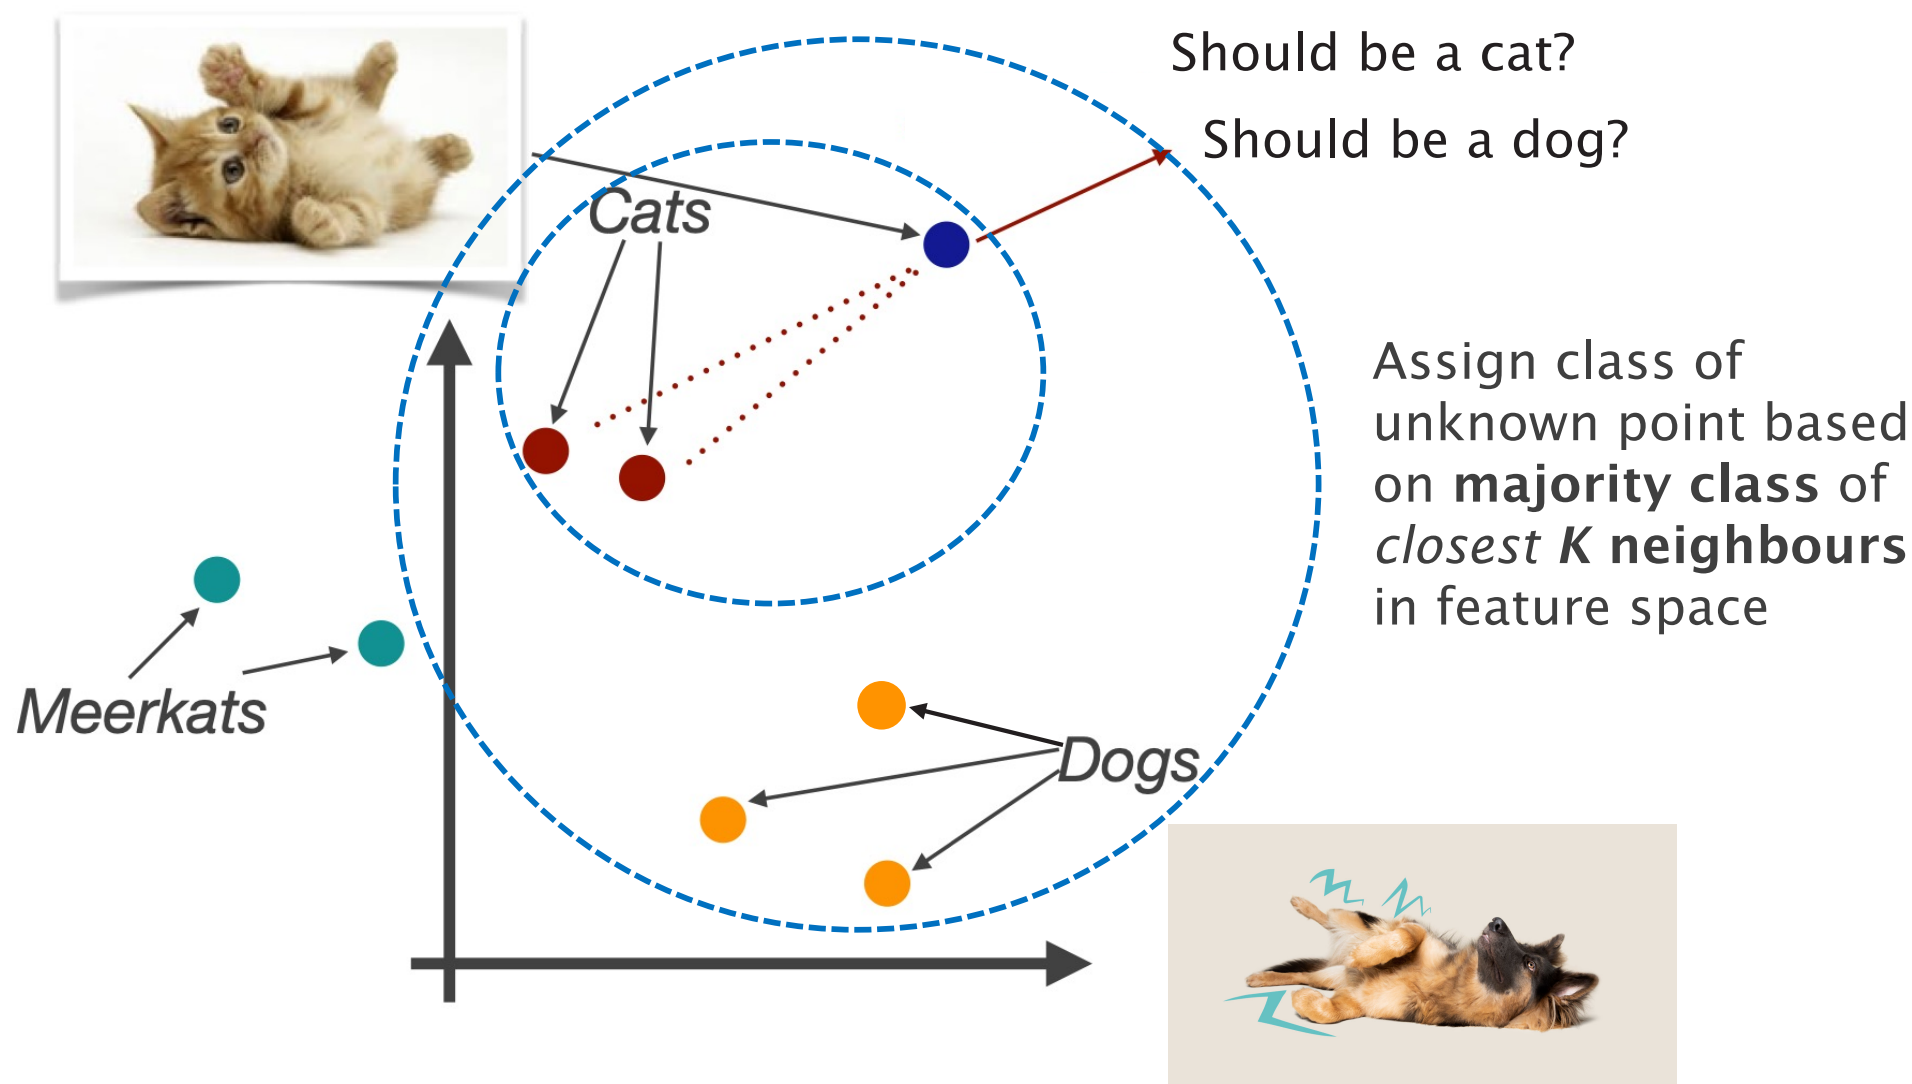 Should be a cat?
Should be a dog?
Cats
Assign class of
unknown point based
on majority class of
closest K neighbours
in feature space
Meerkats
Dogs